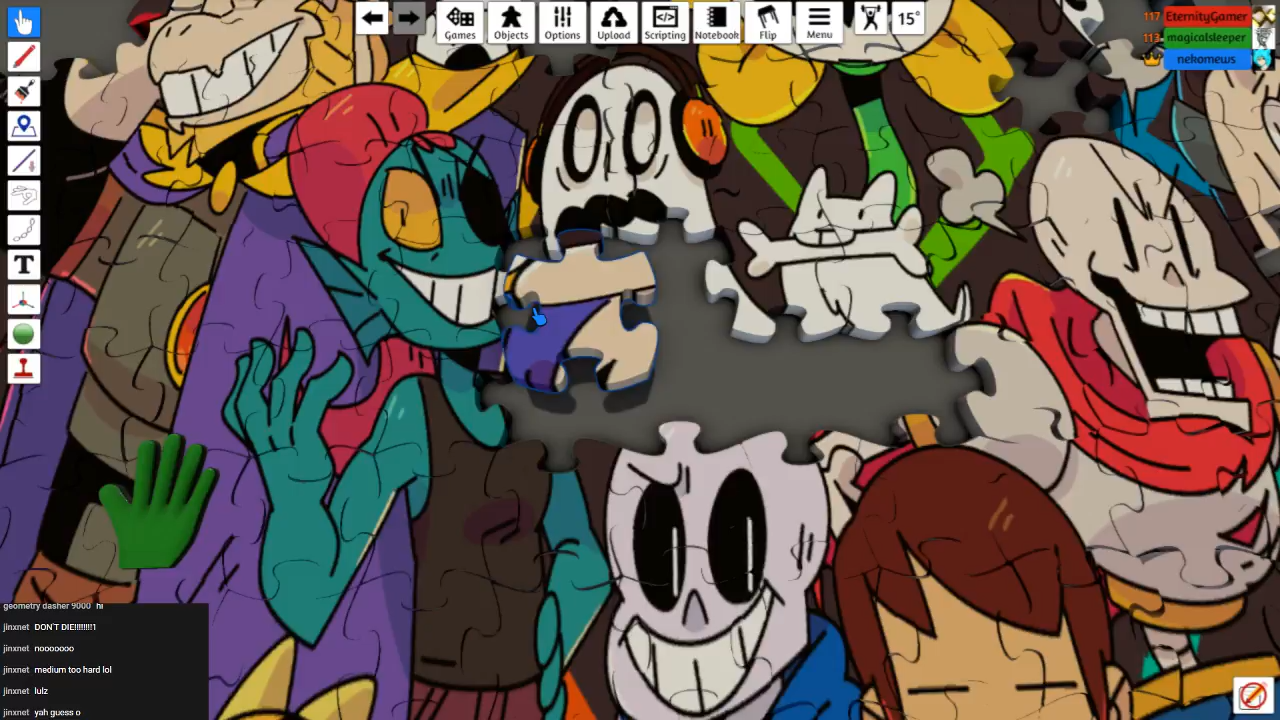 Games
Objects
Options
Upload
Scripting
Notebook
Flip
Menu
15°
117 EternityGamer
113 magicalsleeper
nekomews
T
geometry dasher 9000 hi
jinxnet DON'T DIE!!!!!!!!1
jinxnet nooooooo
jinxnet medium too hard lol
jinxnet lulz
jinxnet yah guess o